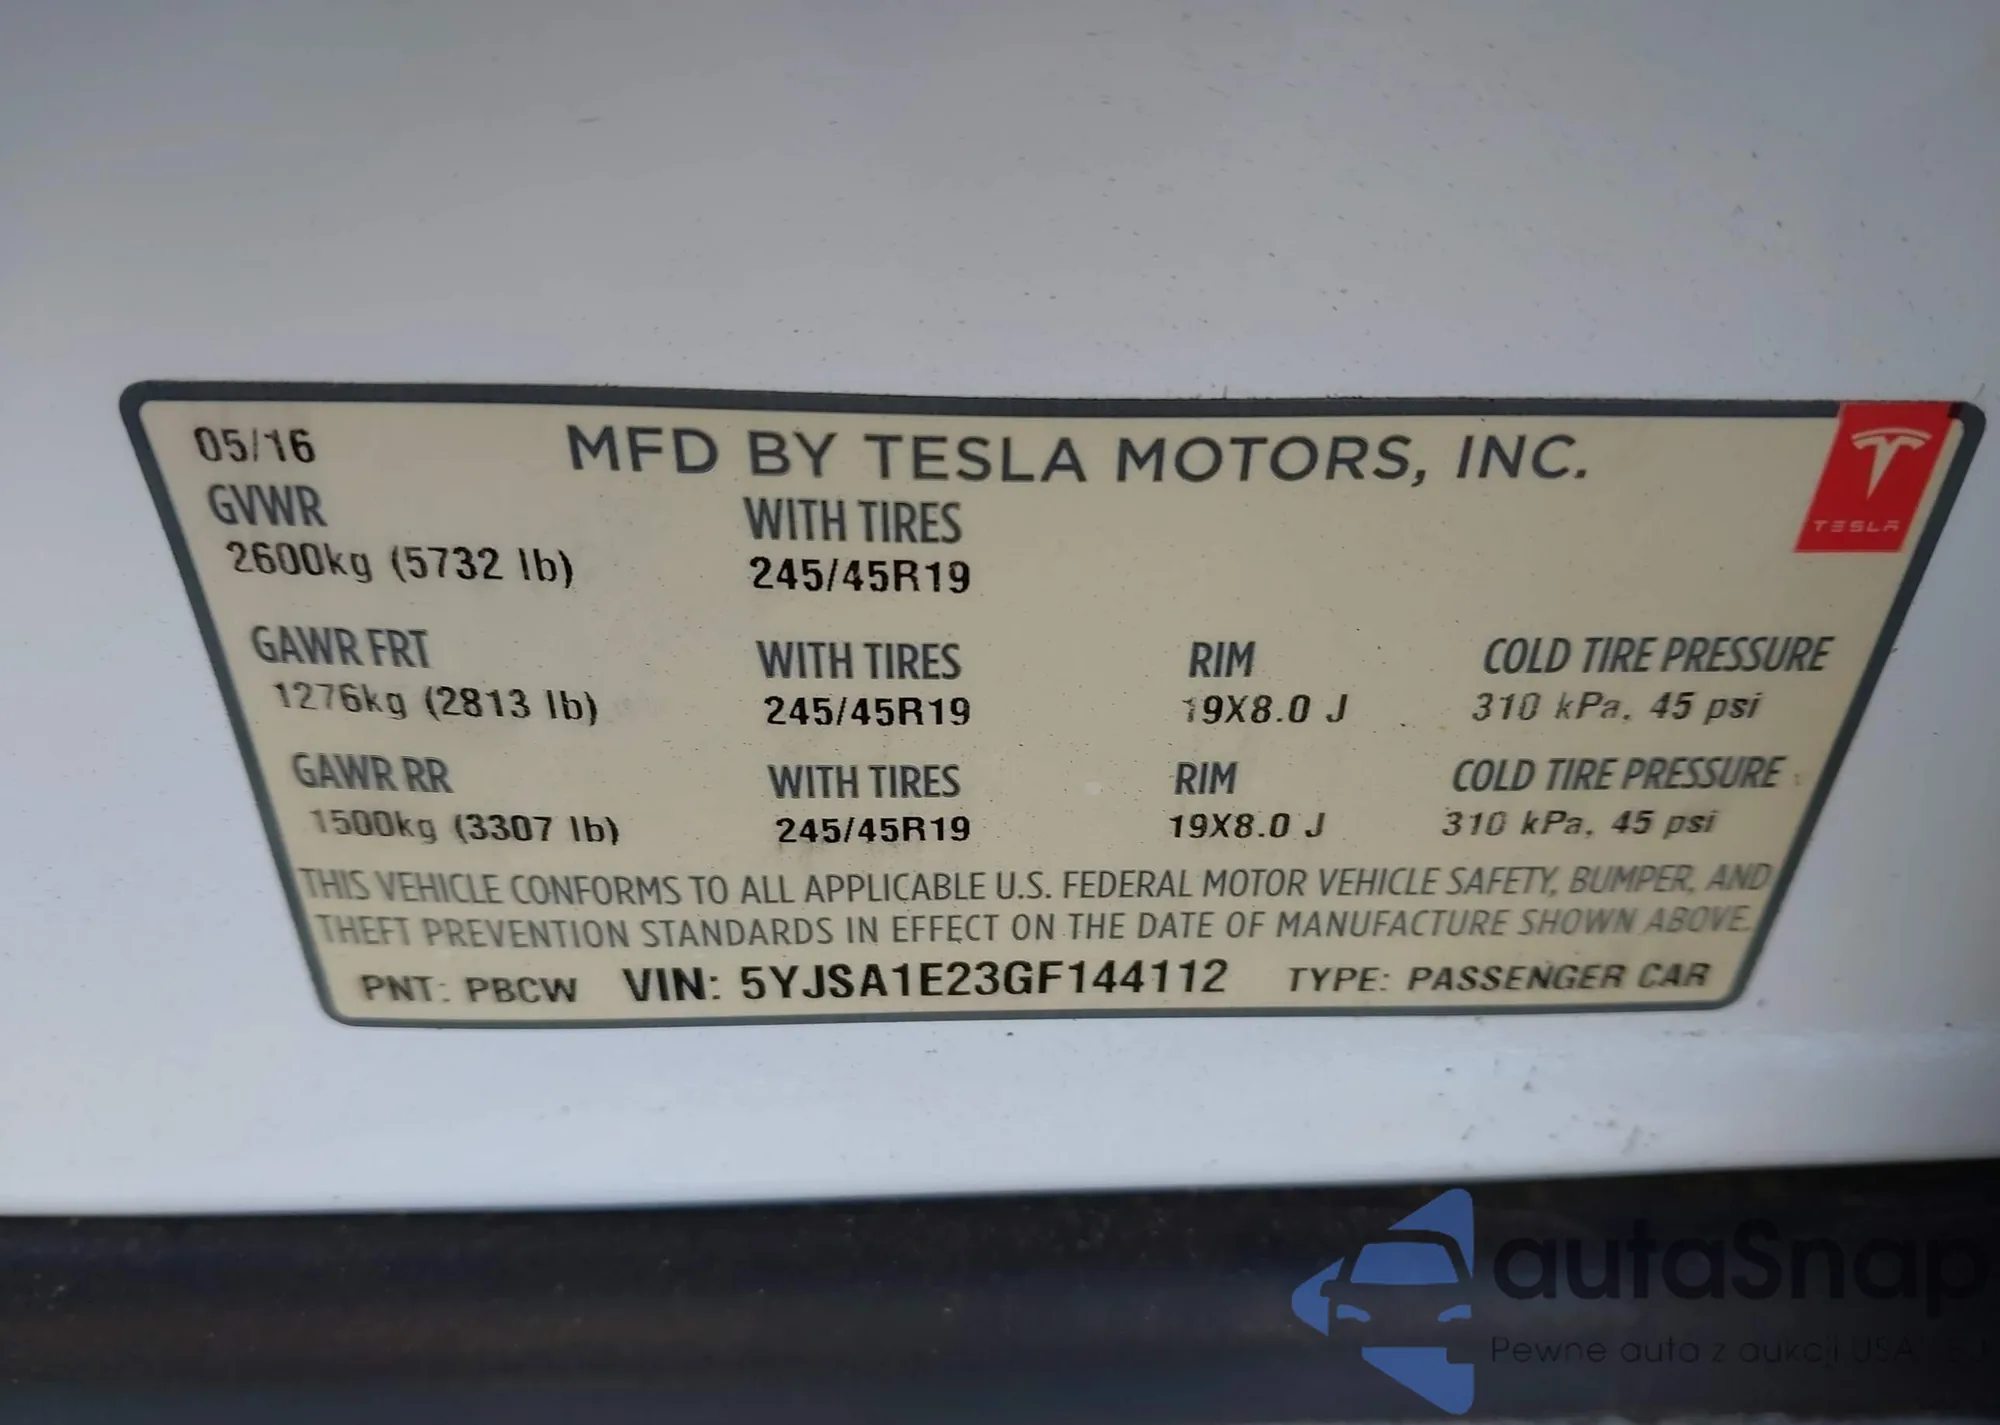 05/16 MFD BY TESLA MOTORS, INC.
TESLA
GVWR WITH TIRES
2600kg (5732 lb) 245/45R19
GAWR FRT WITH TIRES RIM COLD TIRE PRESSURE
1276kg (2813 lb) 245/45R19 19X8.0 J 310 kPa, 45 psi
GAWR RR WITH TIRES RIM COLD TIRE PRESSURE
1500kg (3307 lb) 245/45R19 19X8.0 J 310 kPa, 45 psi
THIS VEHICLE CONFORMS TO ALL APPLICABLE U.S. FEDERAL MOTOR VEHICLE SAFETY, BUMPER, AND
THEFT PREVENTION STANDARDS IN EFFECT ON THE DATE OF MANUFACTURE SHOWN ABOVE.
PNT: PBCW VIN: 5YJSA1E23GF144112 TYPE: PASSENGER CAR
autaSnap
Pewne auta z aukcji USA